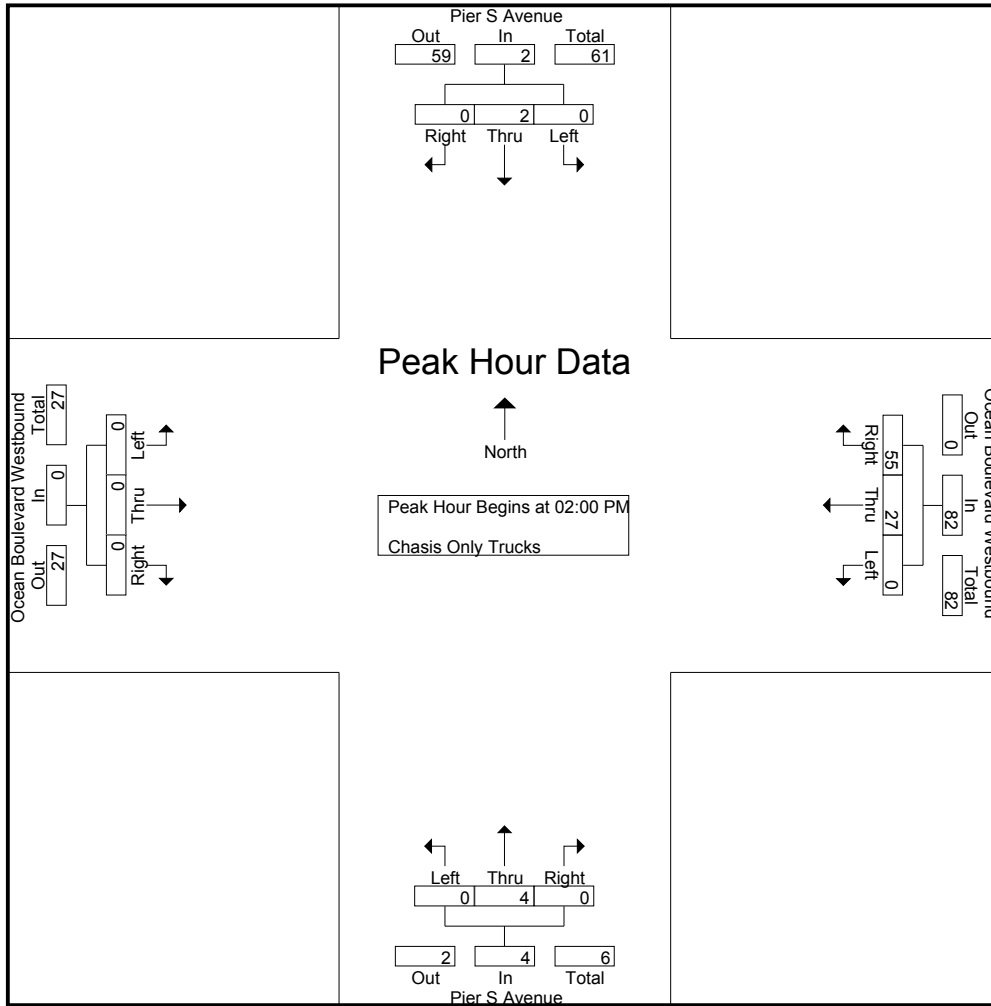 Pier S Avenue
Out In Total
59 2 61
0 2 0
Right Thru Left
Peak Hour Data
North
Peak Hour Begins at 02:00 PM
Chasis Only Trucks
Ocean Boulevard Westbound
Total In Out
27 0 27
0 0 0
Left Thru Right
Ocean Boulevard Westbound
Out In Total
0 82 82
55 27 0
Right Thru Left
Left Thru Right
0 4 0
2 4 6
Out In Total
Pier S Avenue